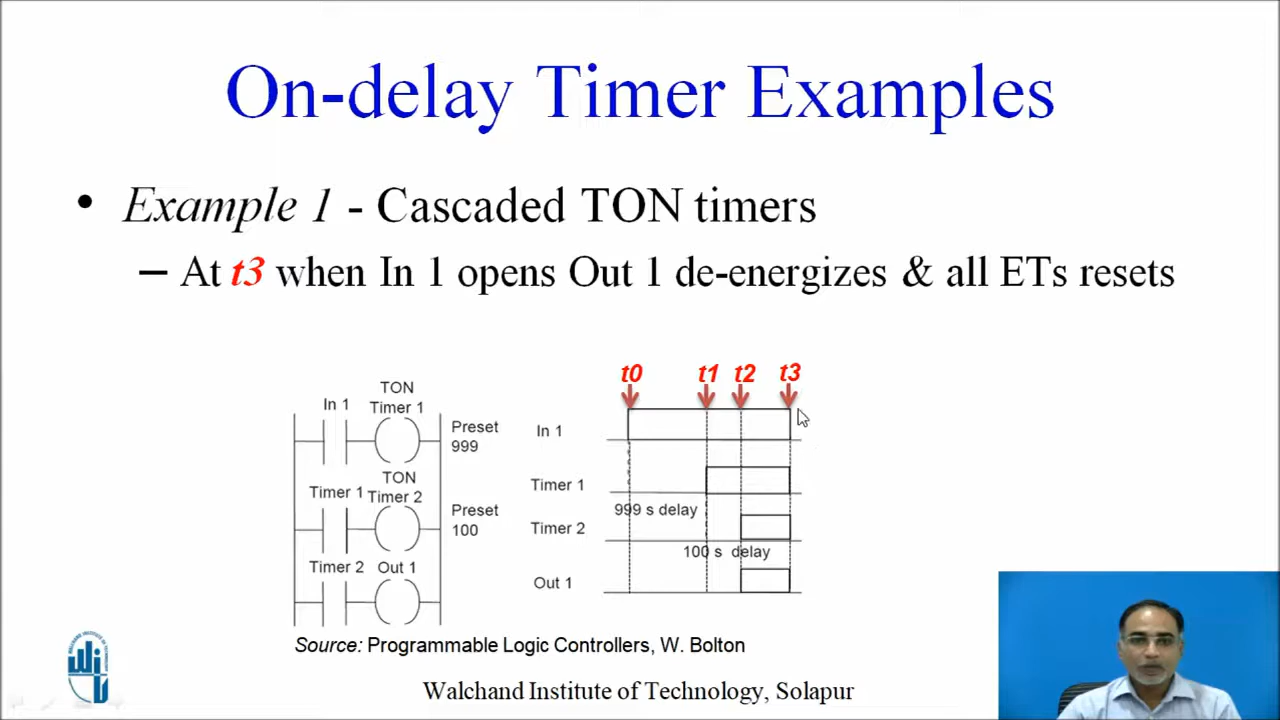 On-delay Timer Examples
• Example 1 - Cascaded TON timers
– At t3 when In 1 opens Out 1 de-energizes & all ETs resets
t0 t1 t2 t3
TON
In 1 Timer 1
Preset
999
TON
Timer 1 Timer 2
Preset
100
Timer 2 Out 1
In 1
Timer 1
999 s delay
Timer 2
100 s delay
Out 1
Source: Programmable Logic Controllers, W. Bolton
Walchand Institute of Technology, Solapur